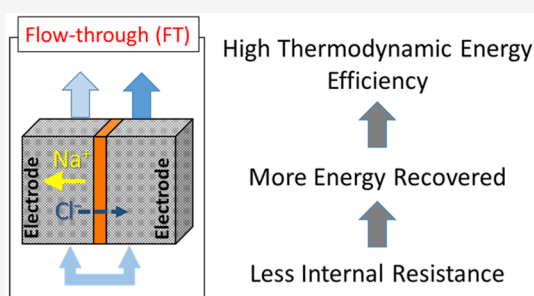 Flow-through (FT)
Electrode
Na⁺
Cl⁻
Electrode
High Thermodynamic Energy
Efficiency
More Energy Recovered
Less Internal Resistance